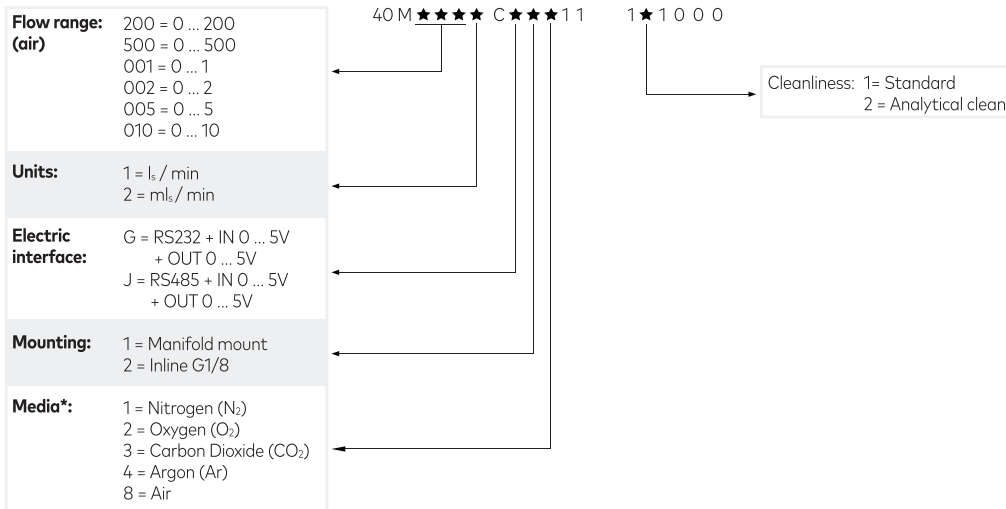 40M★★★★ C★★★11 1★1000
Flow range: 200 = 0 ... 200
(air) 500 = 0 ... 500
001 = 0 ... 1
002 = 0 ... 2
005 = 0 ... 5
010 = 0 ... 10
Cleanliness: 1= Standard
2 = Analytical clean
Units: 1 = lₛ / min
2 = mlₛ / min
Electric G = RS232 + IN 0 ... 5V
interface: + OUT 0 ... 5V
J = RS485 + IN 0 ... 5V
+ OUT 0 ... 5V
Mounting: 1 = Manifold mount
2 = Inline G1/8
Media*: 1 = Nitrogen (N₂)
2 = Oxygen (O₂)
3 = Carbon Dioxide (CO₂)
4 = Argon (Ar)
8 = Air